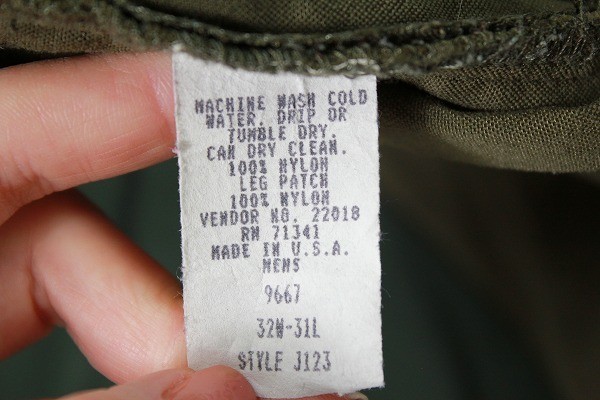 MACHINE WASH COLD
WATER. DRIP OR
TUMBLE DRY.
CAN DRY CLEAN.
100% NYLON
LEG PATCH
100% NYLON
VENDOR NO. 22018
RN 71341
MADE IN U.S.A.
MENS
9667
32W-31L
STYLE J123